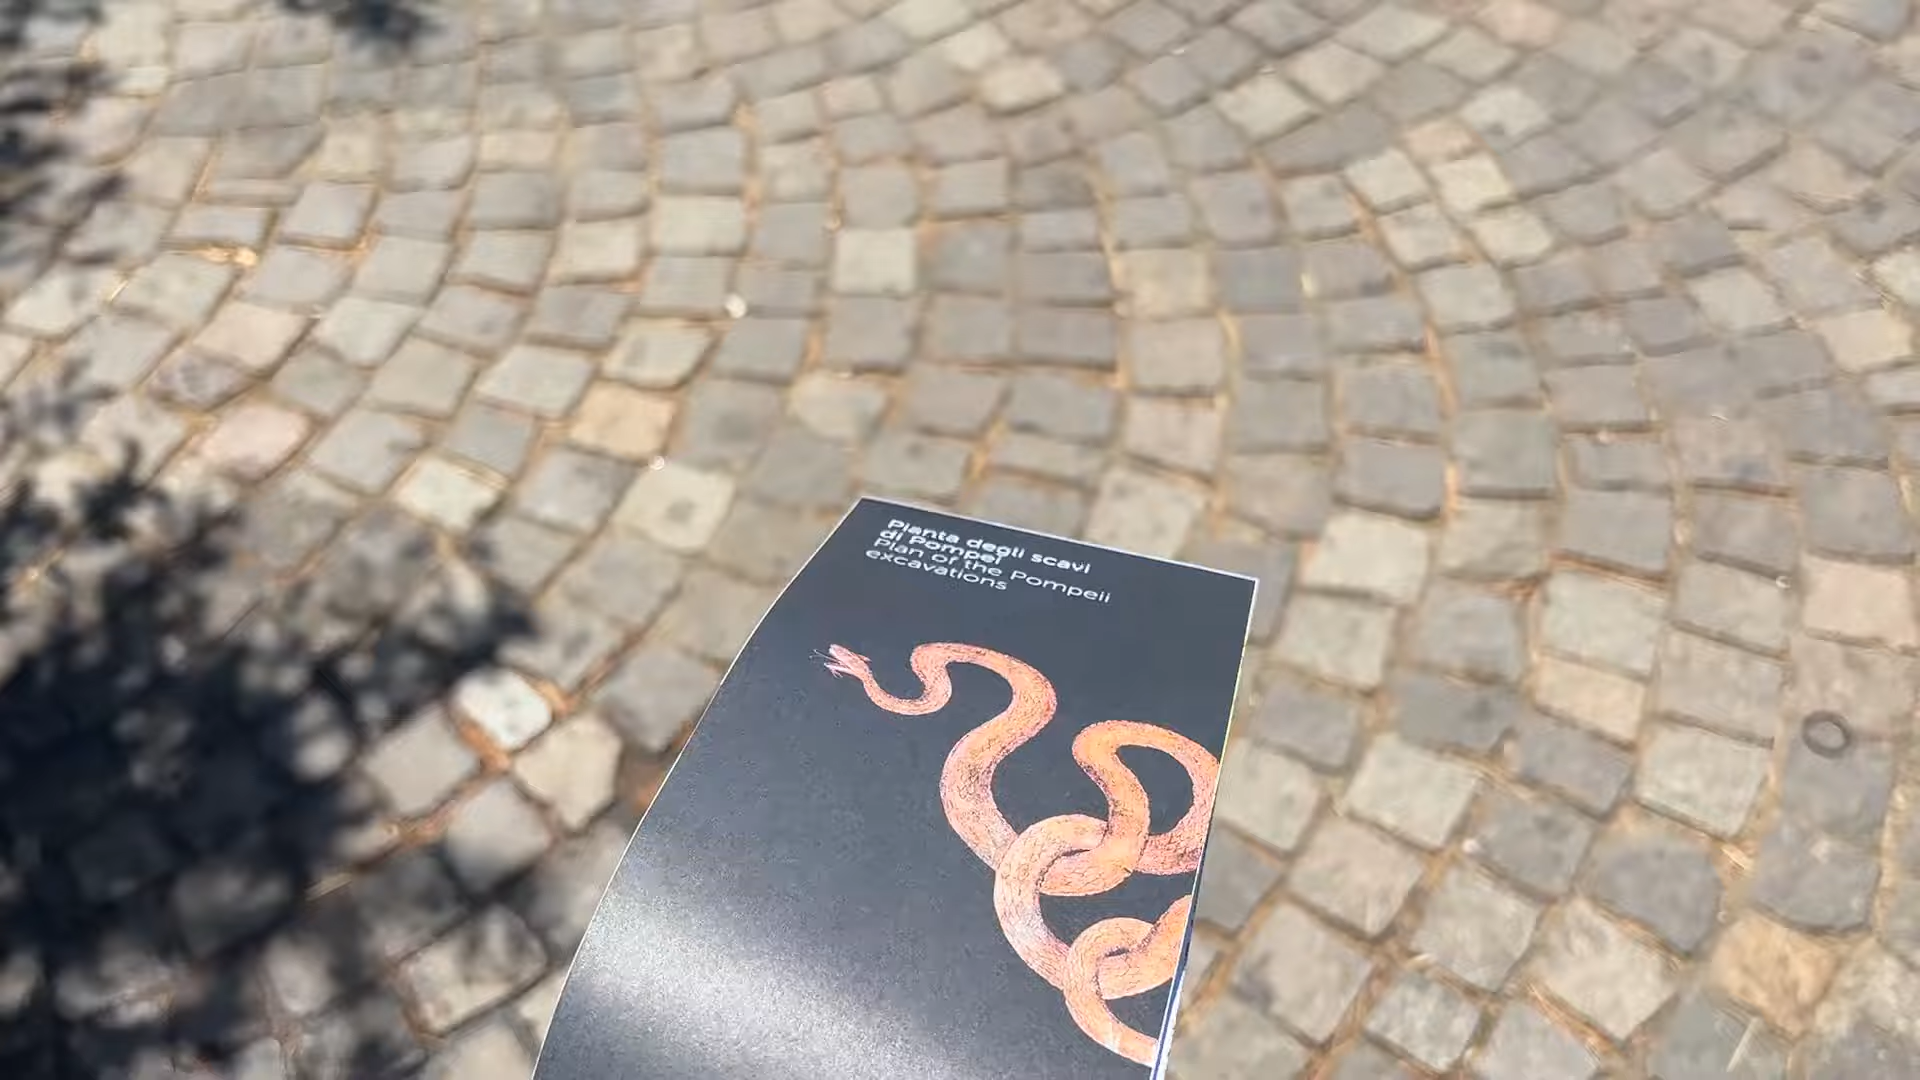 Pianta degli scavi
di Pompei
Plan of the Pompeii
excavations